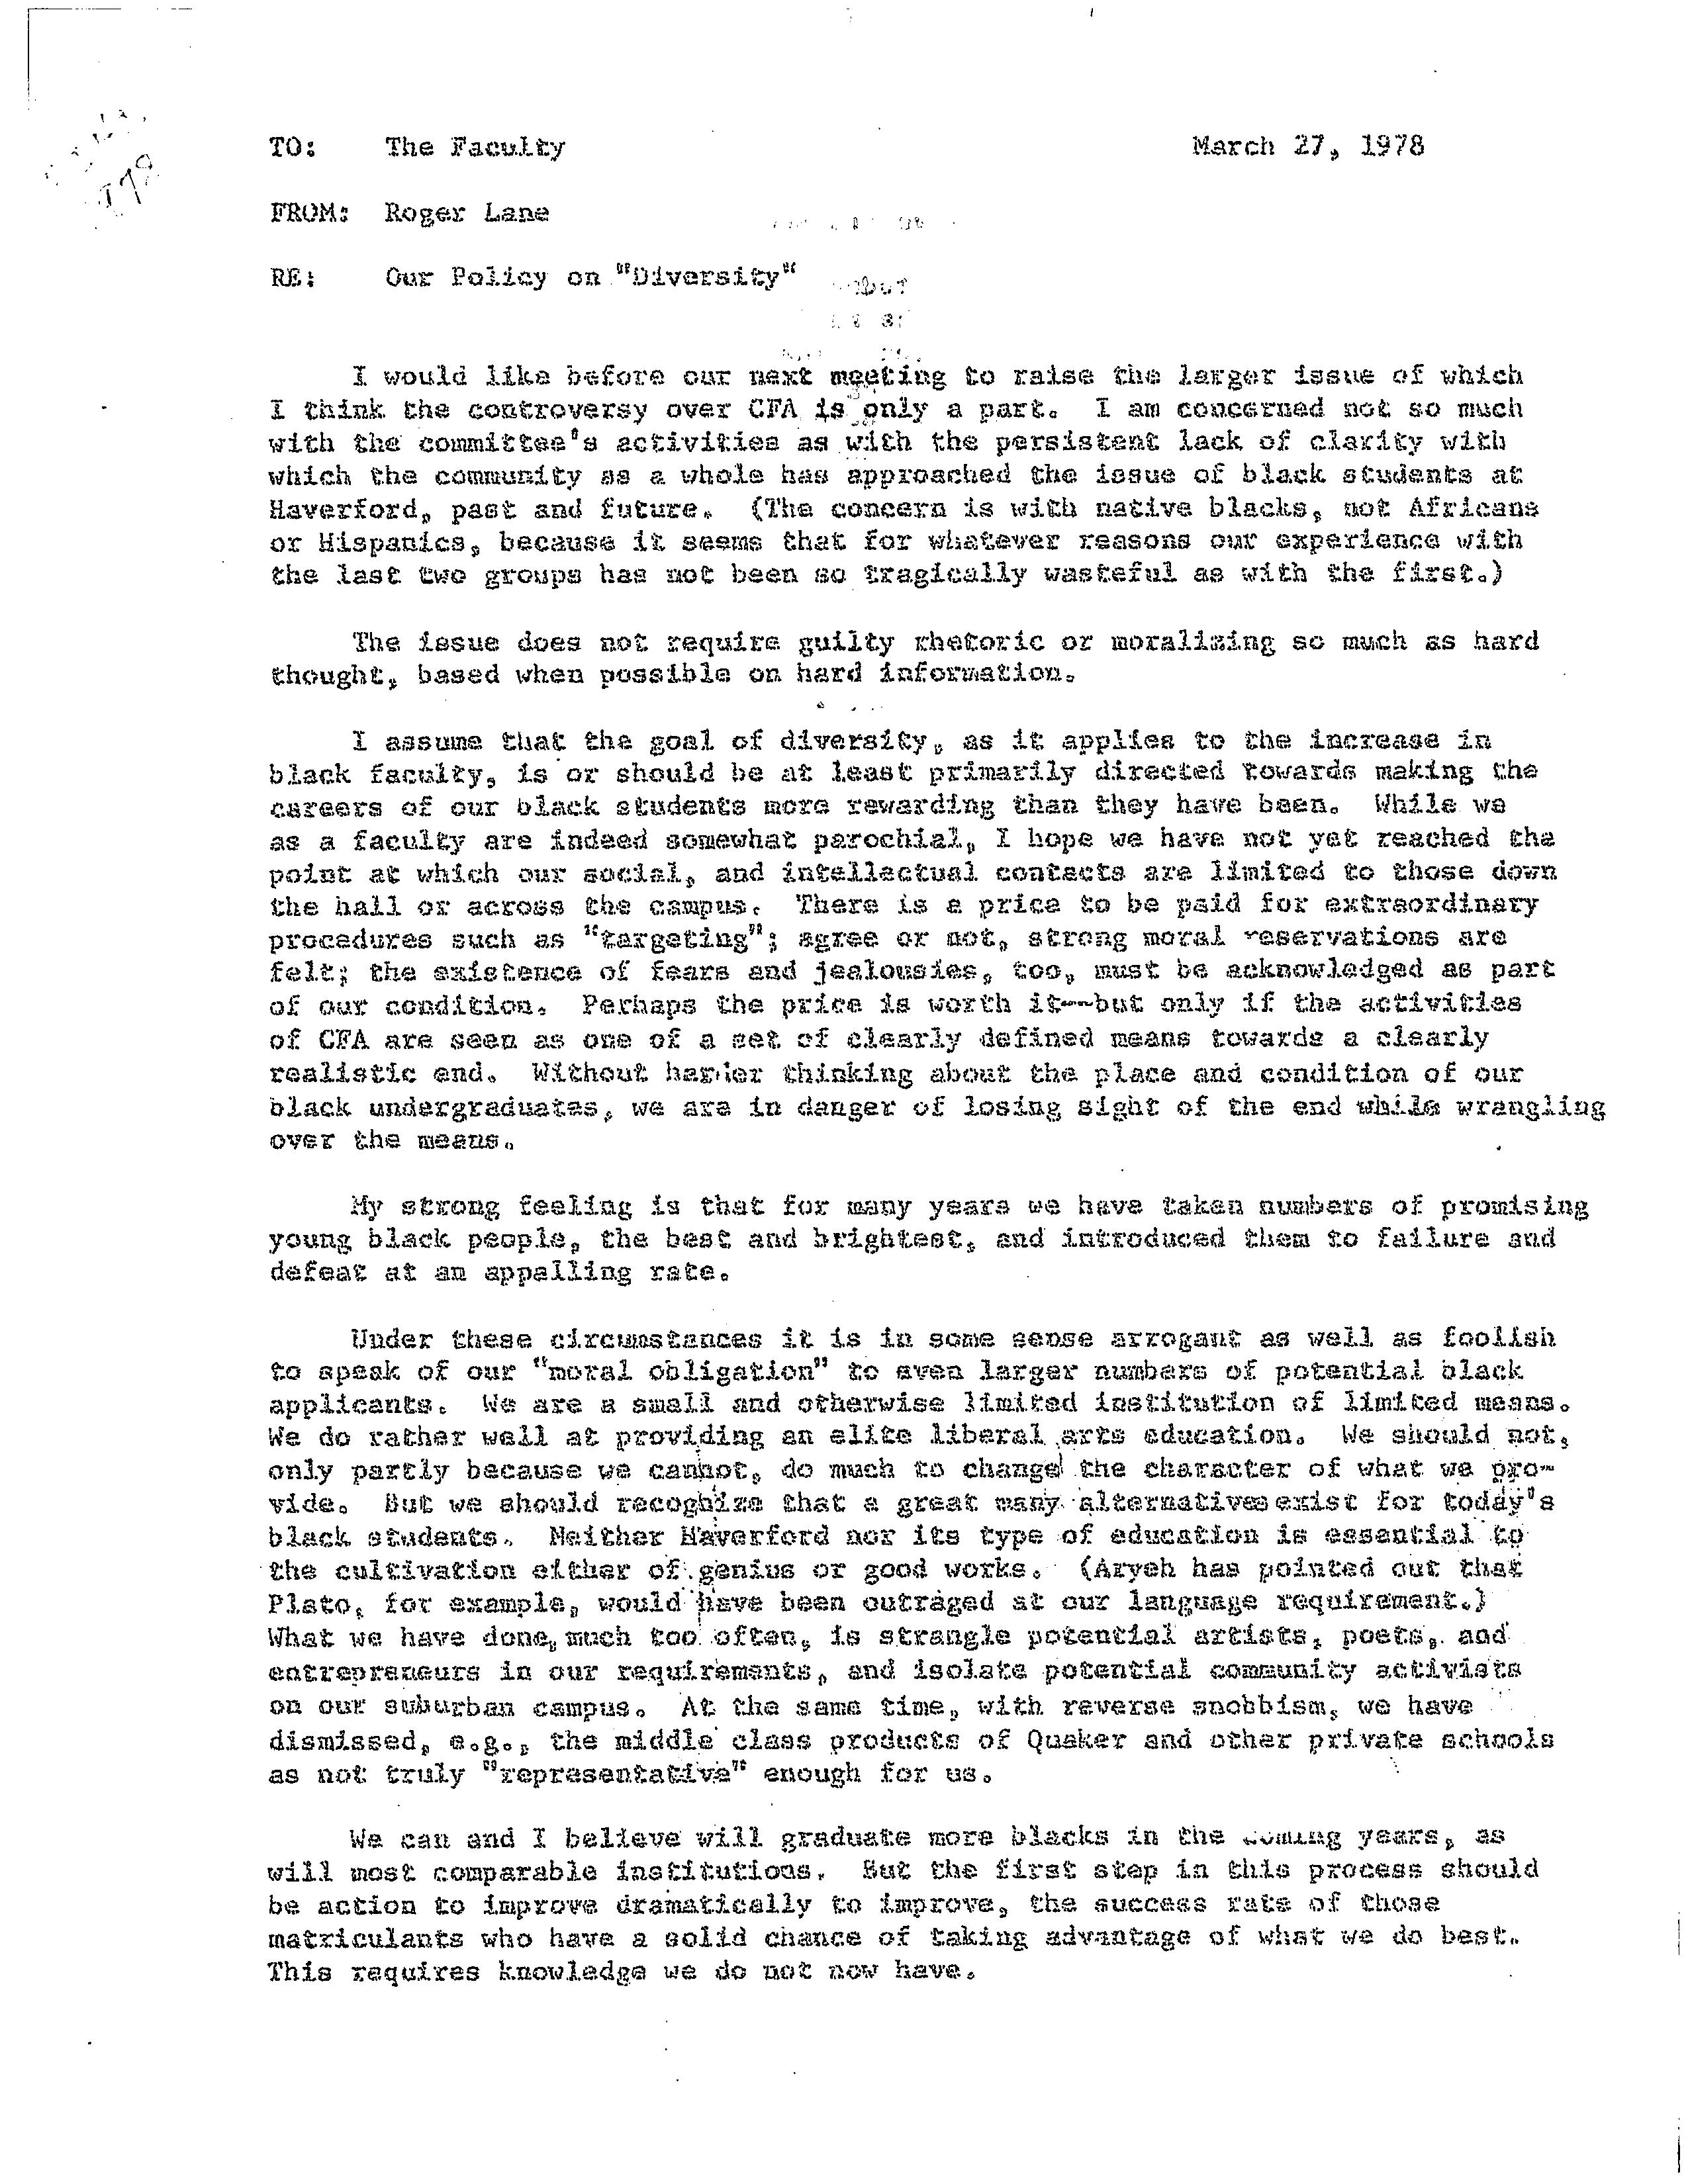 TO: The Faculty March 27, 1978
FROM: Roger Lane
RE: Our Policy on "Diversity"
I would like before our next meeting to raise the larger issue of which
I think the controversy over CFA is only a part. I am concerned not so much
with the committee's activities as with the persistent lack of clarity with
which the community as a whole has approached the issue of black students at
Haverford, past and future. (The concern is with native blacks, not Africans
or Hispanics, because it seems that for whatever reasons our experience with
the last two groups has not been so tragically wasteful as with the first.)
The issue does not require guilty rhetoric or moralizing so much as hard
thought, based when possible on hard information.
I assume that the goal of diversity, as it applies to the increase in
black faculty, is or should be at least primarily directed towards making the
careers of our black students more rewarding than they have been. While we
as a faculty are indeed somewhat parochial, I hope we have not yet reached the
point at which our social, and intellectual contacts are limited to those down
the hall or across the campus. There is a price to be paid for extraordinary
procedures such as "targeting"; agree or not, strong moral reservations are
felt; the existence of fears and jealousies, too, must be acknowledged as part
of our condition. Perhaps the price is worth it--but only if the activities
of CFA are seen as one of a set of clearly defined means towards a clearly
realistic end. Without harder thinking about the place and condition of our
black undergraduates, we are in danger of losing sight of the end while wrangling
over the means.
My strong feeling is that for many years we have taken numbers of promising
young black people, the best and brightest, and introduced them to failure and
defeat at an appalling rate.
Under these circumstances it is in some sense arrogant as well as foolish
to speak of our "moral obligation" to even larger numbers of potential black
applicants. We are a small and otherwise limited institution of limited means.
We do rather well at providing an elite liberal arts education. We should not,
only partly because we cannot, do much to change the character of what we pro-
vide. But we should recognize that a great many alternatives exist for today's
black students. Neither Haverford nor its type of education is essential to
the cultivation either of genius or good works. (Aryeh has pointed out that
Plato, for example, would have been outraged at our language requirement.)
What we have done, much too often, is strangle potential artists, poets, and
entrepreneurs in our requirements, and isolate potential community activists
on our suburban campus. At the same time, with reverse snobbism, we have
dismissed, e.g., the middle class products of Quaker and other private schools
as not truly "representative" enough for us.
We can and I believe will graduate more blacks in the coming years, as
will most comparable institutions. But the first step in this process should
be action to improve dramatically to improve, the success rate of those
matriculants who have a solid chance of taking advantage of what we do best.
This requires knowledge we do not now have.